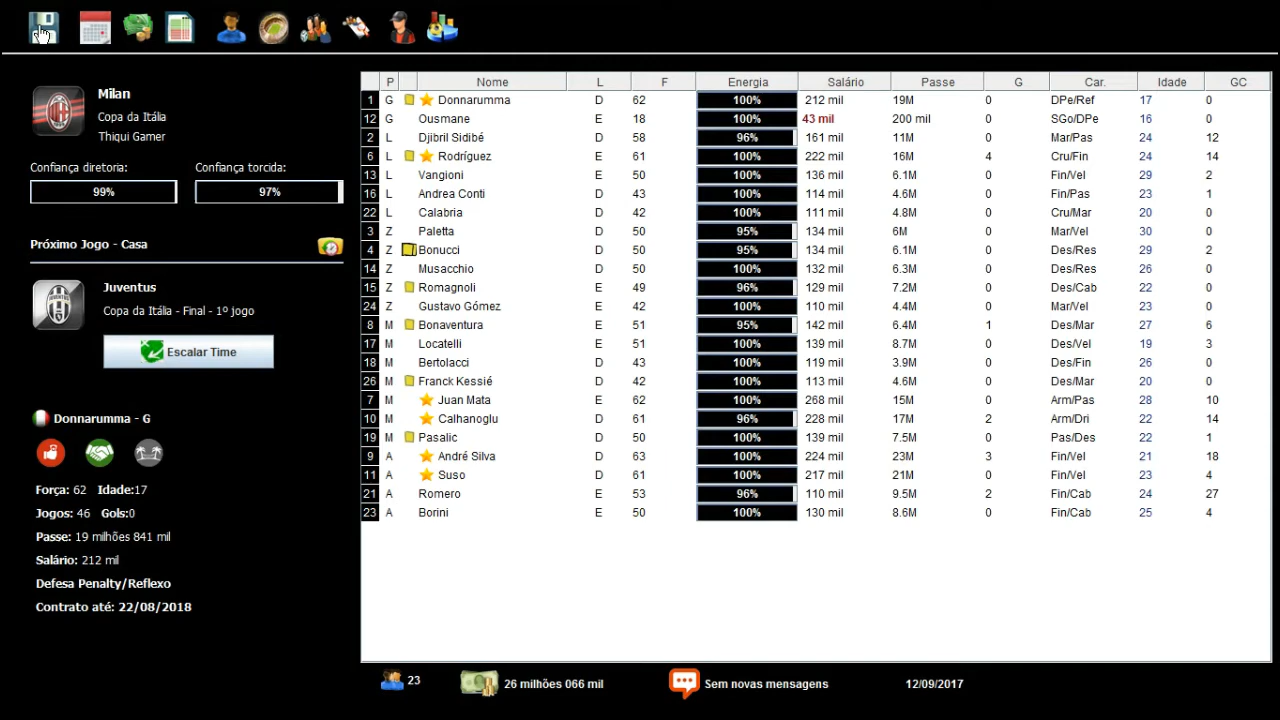 Milan
Copa da Itália
Thiqui Gamer
Confiança diretoria: Confiança torcida:
99% 97%
Próximo Jogo - Casa
Juventus
Copa da Itália - Final - 1º jogo
Escalar Time
Donnarumma - G
Força: 62 Idade:17
Jogos: 46 Gols:0
Passe: 19 milhões 841 mil
Salário: 212 mil
Defesa Penalty/Reflexo
Contrato até: 22/08/2018
P Nome L F Energia Salário Passe G Car. Idade GC
1 G Donnarumma D 62 100% 212 mil 19M 0 DPe/Ref 17 0
12 G Ousmane E 18 100% 43 mil 200 mil 0 SGo/DPe 16 0
2 L Djibril Sidibé D 58 96% 161 mil 11M 0 Mar/Pas 24 12
6 L Rodríguez E 61 100% 222 mil 16M 4 Cru/Fin 24 14
13 L Vangioni E 50 100% 136 mil 6.1M 0 Fin/Vel 29 2
16 L Andrea Conti D 43 100% 114 mil 4.6M 0 Fin/Pas 23 1
22 L Calabria D 42 100% 111 mil 4.8M 0 Cru/Mar 20 0
3 Z Paletta D 50 95% 134 mil 6M 0 Mar/Vel 30 0
4 Z Bonucci D 50 95% 134 mil 6.1M 0 Des/Res 29 2
14 Z Musacchio D 50 100% 132 mil 6.3M 0 Des/Res 26 0
15 Z Romagnoli E 49 96% 129 mil 7.2M 0 Des/Cab 22 0
24 Z Gustavo Gómez D 42 100% 110 mil 4.4M 0 Mar/Vel 23 0
8 M Bonaventura E 51 95% 142 mil 6.4M 1 Des/Mar 27 6
17 M Locatelli E 51 100% 139 mil 8.7M 0 Des/Vel 19 3
18 M Bertolacci D 43 100% 119 mil 3.9M 0 Des/Fin 26 0
26 M Franck Kessié D 42 100% 113 mil 4.6M 0 Des/Mar 20 0
7 M Juan Mata E 62 100% 268 mil 15M 0 Arm/Pas 28 10
10 M Calhanoglu D 61 96% 228 mil 17M 2 Arm/Dri 22 14
19 M Pasalic D 50 100% 139 mil 7.5M 0 Pas/Des 22 1
9 A André Silva D 63 100% 224 mil 23M 3 Fin/Vel 21 18
11 A Suso D 61 100% 217 mil 21M 0 Fin/Vel 23 4
21 A Romero E 53 96% 110 mil 9.5M 2 Fin/Cab 24 27
23 A Borini E 50 100% 130 mil 8.6M 0 Fin/Cab 25 4
23 26 milhões 066 mil Sem novas mensagens 12/09/2017